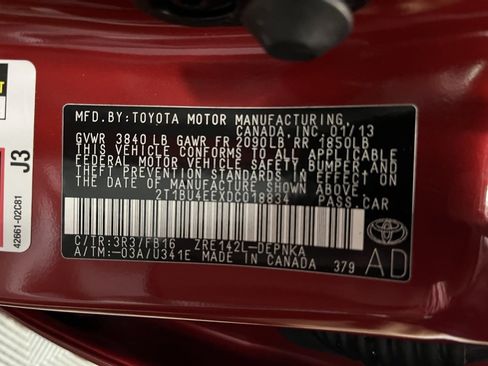 MFD.BY:TOYOTA MOTOR MANUFACTURING.
CANADA, INC. 01/13
GVWR 3840 LB GAWR FR 2090LB RR 1850LB
THIS VEHICLE CONFORMS TO ALL APPLICABLE
FEDERAL MOTOR VEHICLE SAFETY, BUMPER, AND
THEFT PREVENTION STANDARDS IN EFFECT ON
THE DATE OF MANUFACTURE SHOWN ABOVE.
2T1BU4EEXDC018834 PASS.CAR
C/TR:3R37/FB16 ZRE142L-DEPNKA
A/TM:-03A/U341E MADE IN CANADA 379
AD
J3
42661-02C81